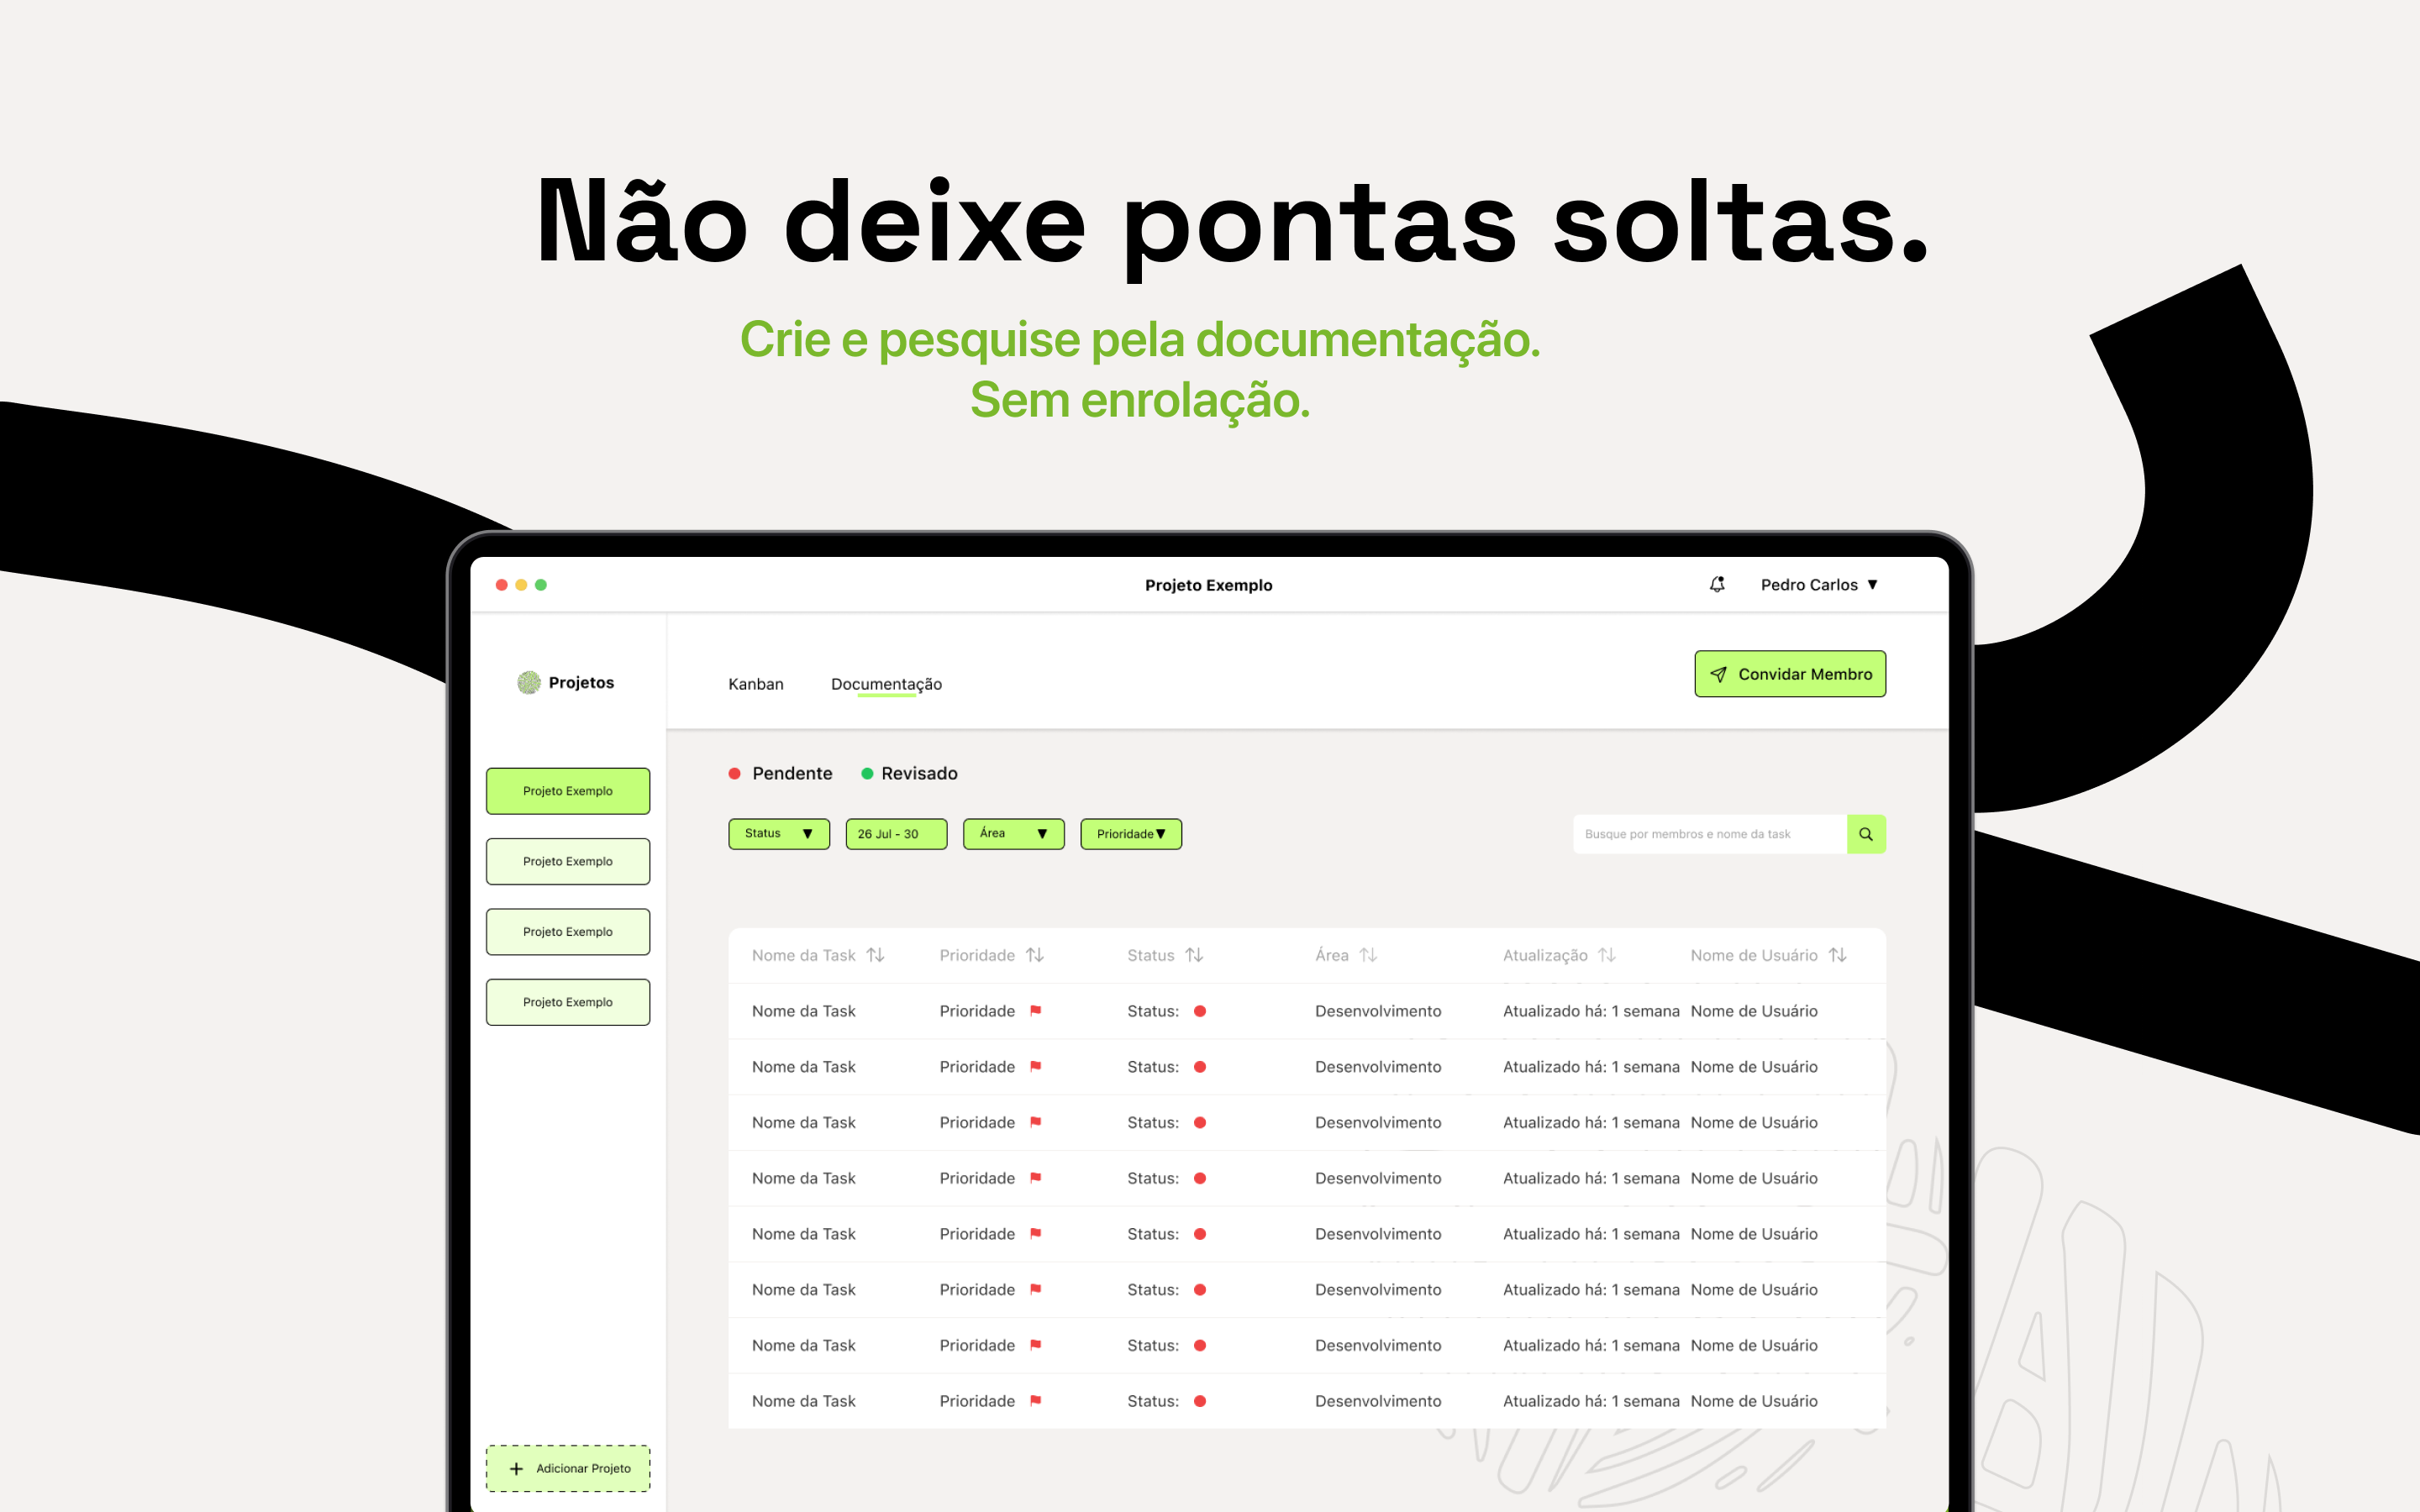 Não deixe pontas soltas.
Crie e pesquise pela documentação.
Sem enrolação.
Projeto Exemplo
Pedro Carlos
Projetos
Kanban
Documentação
Convidar Membro
Projeto Exemplo
Projeto Exemplo
Projeto Exemplo
Projeto Exemplo
Adicionar Projeto
Pendente
Revisado
Status
26 Jul - 30
Área
Prioridade
Busque por membros e nome da task
Nome da Task Prioridade Status Área Atualização Nome de Usuário
Nome da Task Prioridade Status: Desenvolvimento Atualizado há: 1 semana Nome de Usuário
Nome da Task Prioridade Status: Desenvolvimento Atualizado há: 1 semana Nome de Usuário
Nome da Task Prioridade Status: Desenvolvimento Atualizado há: 1 semana Nome de Usuário
Nome da Task Prioridade Status: Desenvolvimento Atualizado há: 1 semana Nome de Usuário
Nome da Task Prioridade Status: Desenvolvimento Atualizado há: 1 semana Nome de Usuário
Nome da Task Prioridade Status: Desenvolvimento Atualizado há: 1 semana Nome de Usuário
Nome da Task Prioridade Status: Desenvolvimento Atualizado há: 1 semana Nome de Usuário
Nome da Task Prioridade Status: Desenvolvimento Atualizado há: 1 semana Nome de Usuário